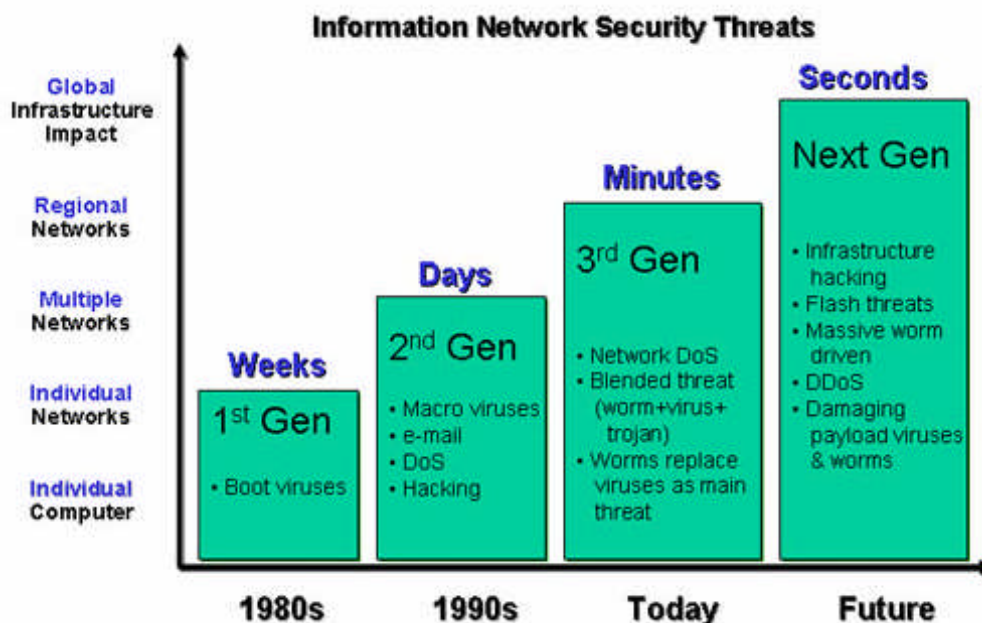 Information Network Security Threats
Global
Infrastructure
Impact
Regional
Networks
Multiple
Networks
Individual
Networks
Individual
Computer
Weeks
1st Gen
• Boot viruses
1980s
Days
2nd Gen
• Macro viruses
• e-mail
• DoS
• Hacking
1990s
Minutes
3rd Gen
• Network DoS
• Blended threat
(worm+virus+
trojan)
• Worms replace
viruses as main
threat
Today
Seconds
Next Gen
• Infrastructure
hacking
• Flash threats
• Massive worm
driven
• DDoS
• Damaging
payload viruses
& worms
Future